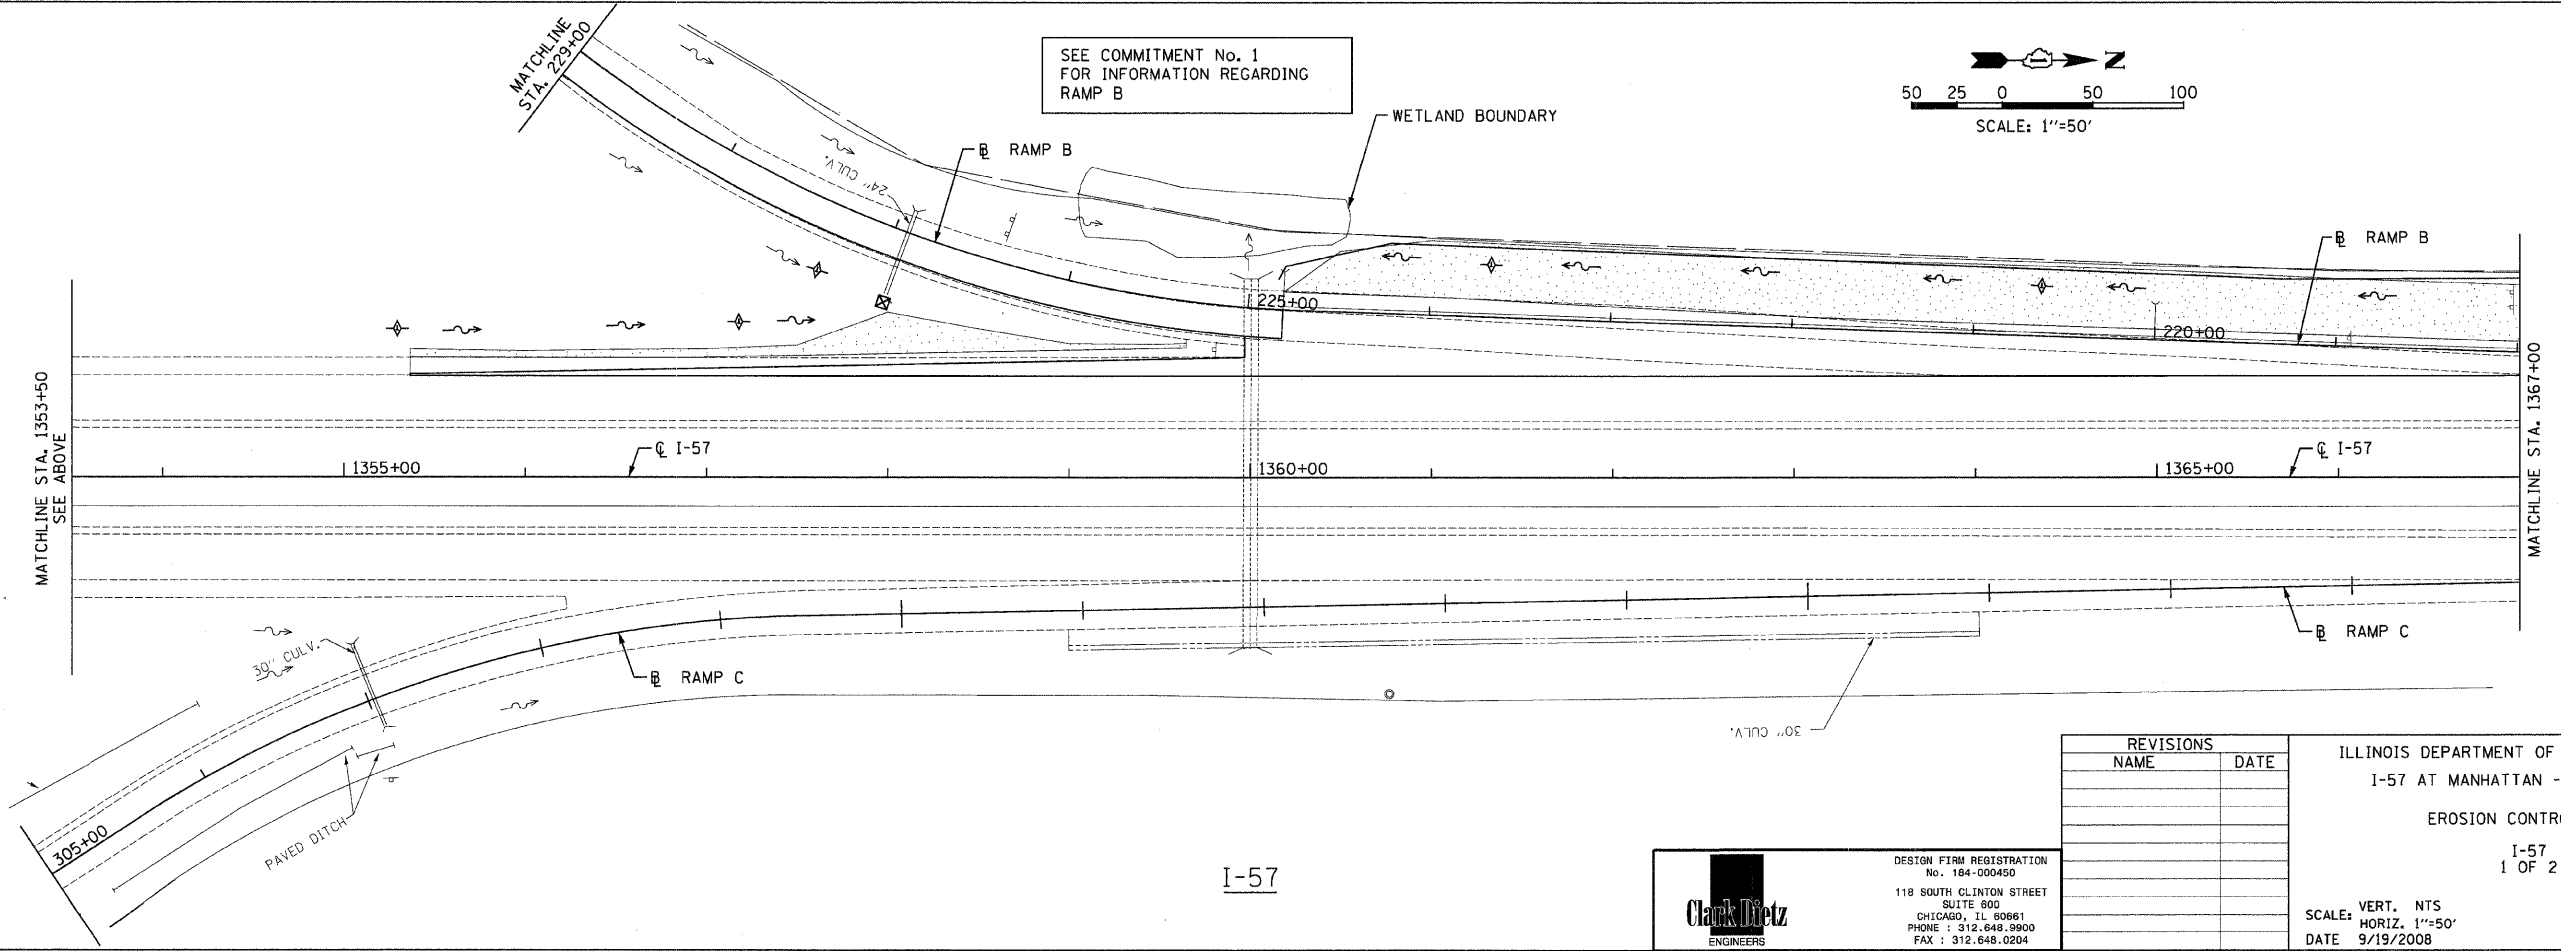 MATCHLINE
STA. 229+00
SEE COMMITMENT No. 1
FOR INFORMATION REGARDING
RAMP B
WETLAND BOUNDARY
N
50 25 0 50 100
SCALE: 1"=50'
24" CULV.
B RAMP B
B RAMP B
225+00
220+00
MATCHLINE STA. 1353+50
SEE ABOVE
MATCHLINE STA. 1367+00
1355+00
CL I-57
1360+00
1365+00
CL I-57
30" CULV.
B RAMP C
B RAMP C
30" CULV.
305+00
PAVED DITCH
I-57
Clark Dietz
ENGINEERS
DESIGN FIRM REGISTRATION
No. 184-000450
118 SOUTH CLINTON STREET
SUITE 600
CHICAGO, IL 60661
PHONE : 312.648.9900
FAX : 312.648.0204
REVISIONS
NAME DATE
ILLINOIS DEPARTMENT OF
I-57 AT MANHATTAN -
EROSION CONTR
I-57
1 OF 2
SCALE: VERT. NTS
HORIZ. 1"=50'
DATE 9/19/2008